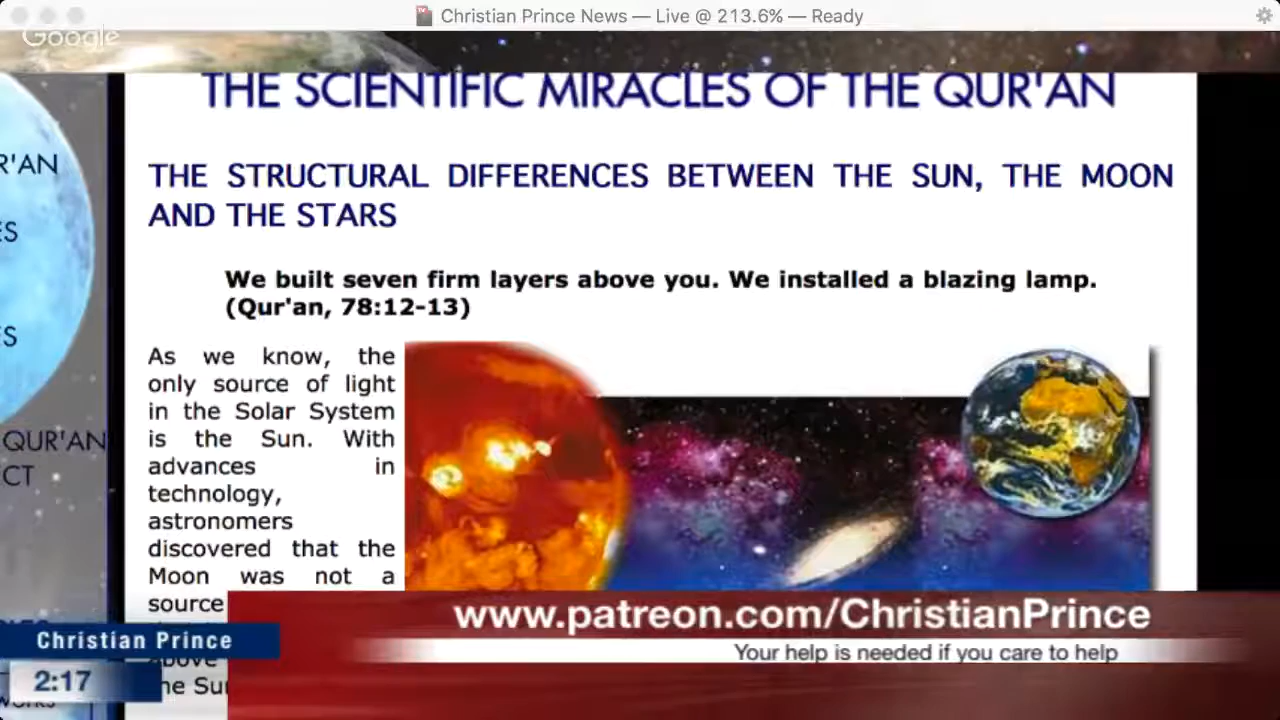 Christian Prince News — Live @ 213.6% — Ready
Google
THE SCIENTIFIC MIRACLES OF THE QUR'AN
R'AN
ES
ES
QUR'AN
CT
THE STRUCTURAL DIFFERENCES BETWEEN THE SUN, THE MOON
AND THE STARS
We built seven firm layers above you. We installed a blazing lamp.
(Qur'an, 78:12-13)
As we know, the
only source of light
in the Solar System
is the Sun. With
advances in
technology,
astronomers
discovered that the
Moon was not a
source
above
he Su
www.patreon.com/ChristianPrince
Your help is needed if you care to help
Christian Prince
2:17